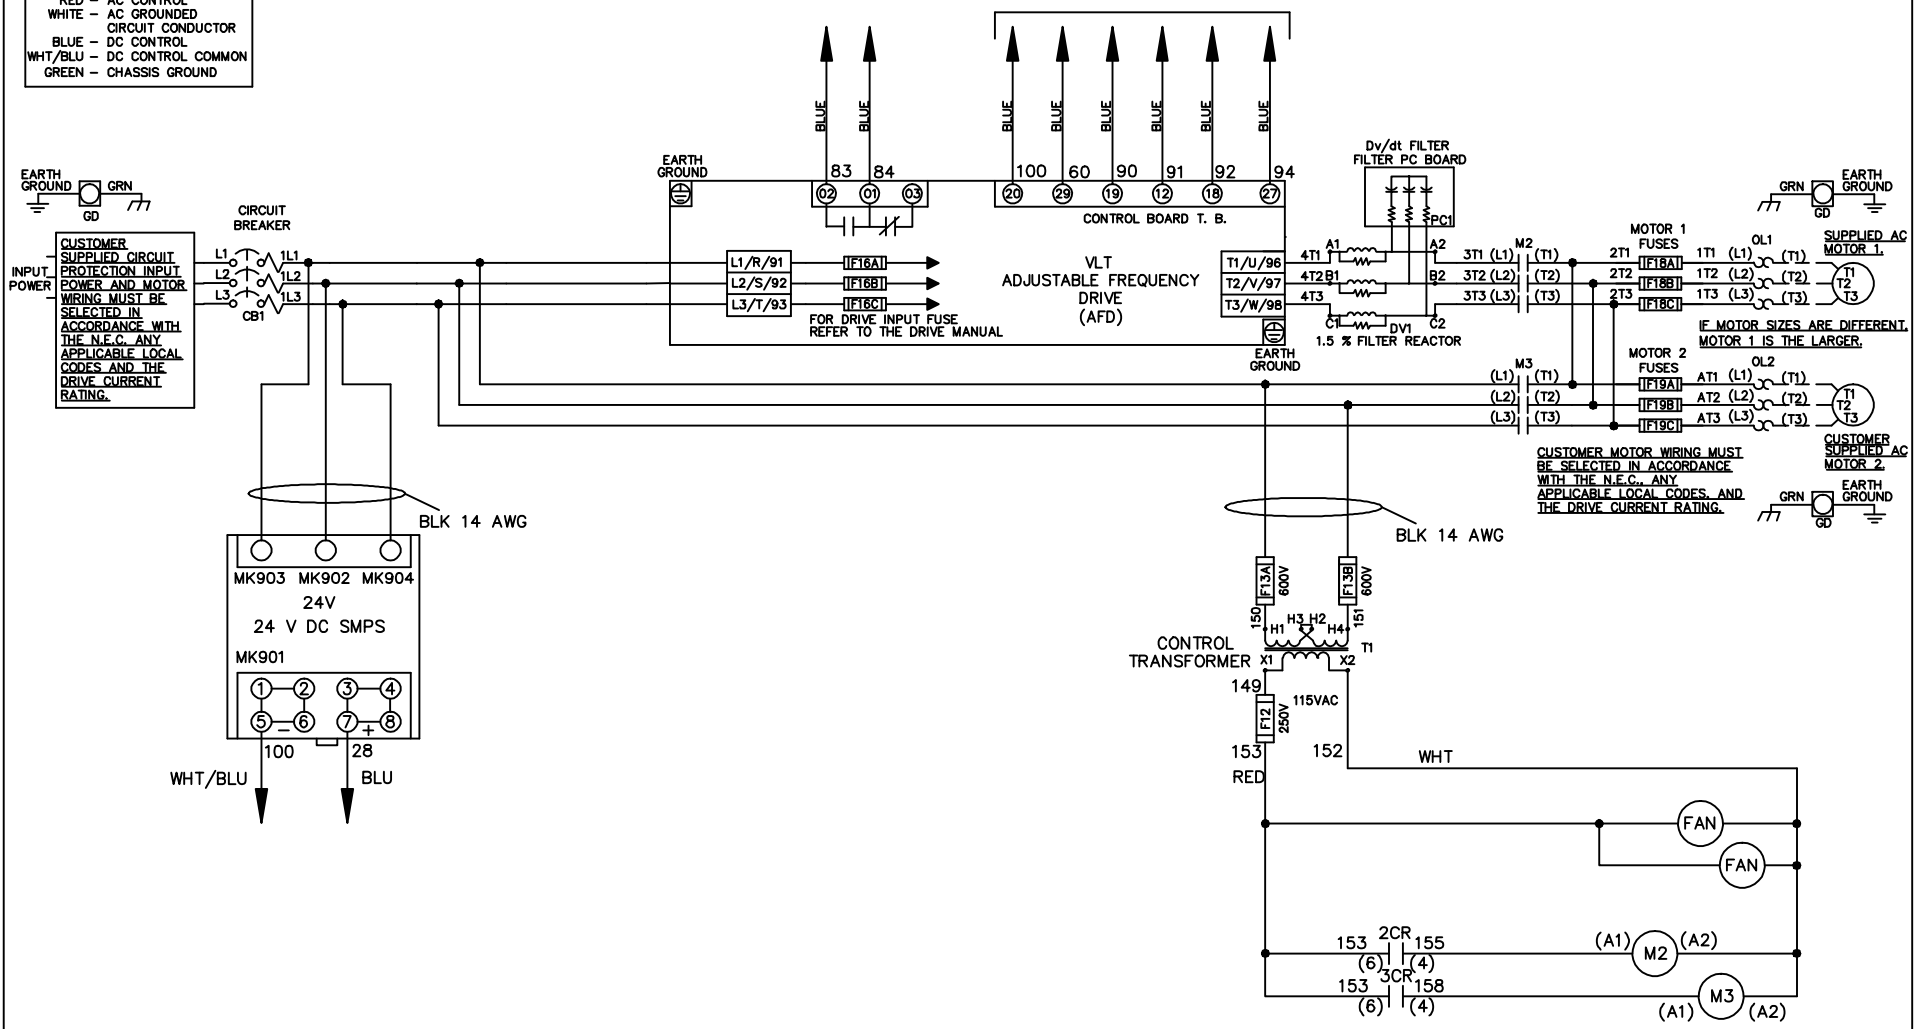 RED - AC CONTROL
WHITE - AC GROUNDED
CIRCUIT CONDUCTOR
BLUE - DC CONTROL
WHT/BLU - DC CONTROL COMMON
GREEN - CHASSIS GROUND
BLUE
BLUE
BLUE
BLUE
BLUE
BLUE
BLUE
BLUE
83
84
100
60
90
91
92
94
02
01
03
20
29
19
12
18
27
CONTROL BOARD T. B.
EARTH
GROUND
GRN
GD
EARTH
GROUND
Dv/dt FILTER
FILTER PC BOARD
PC1
GRN
EARTH
GROUND
GD
INPUT
POWER
CUSTOMER
SUPPLIED CIRCUIT
PROTECTION INPUT
POWER AND MOTOR
WIRING MUST BE
SELECTED IN
ACCORDANCE WITH
THE N.E.C. ANY
APPLICABLE LOCAL
CODES AND THE
DRIVE CURRENT
RATING.
CIRCUIT
BREAKER
L1
1L1
L2
1L2
L3
1L3
CB1
L1/R/91
F16A
L2/S/92
F16B
L3/T/93
F16C
FOR DRIVE INPUT FUSE
REFER TO THE DRIVE MANUAL
VLT
ADJUSTABLE FREQUENCY
DRIVE
(AFD)
T1/U/96
T2/V/97
T3/W/98
EARTH
GROUND
4T1
A1
A2
4T2
B1
B2
4T3
C1
C2
DV1
1.5 % FILTER REACTOR
M2
3T1 (L1) (T1)
3T2 (L2) (T2)
3T3 (L3) (T3)
MOTOR 1
FUSES
2T1
F18A
1T1 (L1)
2T2
F18B
1T2 (L2)
2T3
F18C
1T3 (L3)
OL1
(T1)
(T2)
(T3)
SUPPLIED AC
MOTOR 1.
T1
T2
T3
IF MOTOR SIZES ARE DIFFERENT,
MOTOR 1 IS THE LARGER.
M3
(L1) (T1)
(L2) (T2)
(L3) (T3)
MOTOR 2
FUSES
F19A
AT1 (L1)
F19B
AT2 (L2)
F19C
AT3 (L3)
OL2
(T1)
(T2)
(T3)
T1
T2
T3
CUSTOMER
SUPPLIED AC
MOTOR 2.
CUSTOMER MOTOR WIRING MUST
BE SELECTED IN ACCORDANCE
WITH THE N.E.C., ANY
APPLICABLE LOCAL CODES, AND
THE DRIVE CURRENT RATING.
GRN
EARTH
GROUND
GD
BLK 14 AWG
MK903 MK902 MK904
24V
24 V DC SMPS
MK901
1
2
3
4
5
6
7
8
-
+
100
28
WHT/BLU
BLU
BLK 14 AWG
F13A
600V
F13B
600V
150
151
H1
H3
H2
H4
T1
CONTROL
TRANSFORMER
X1
X2
149
115VAC
F12
250V
153
152
RED
WHT
FAN
FAN
2CR
153
155
(6)
(4)
(A1)
M2
(A2)
3CR
153
158
(6)
(4)
(A1)
M3
(A2)